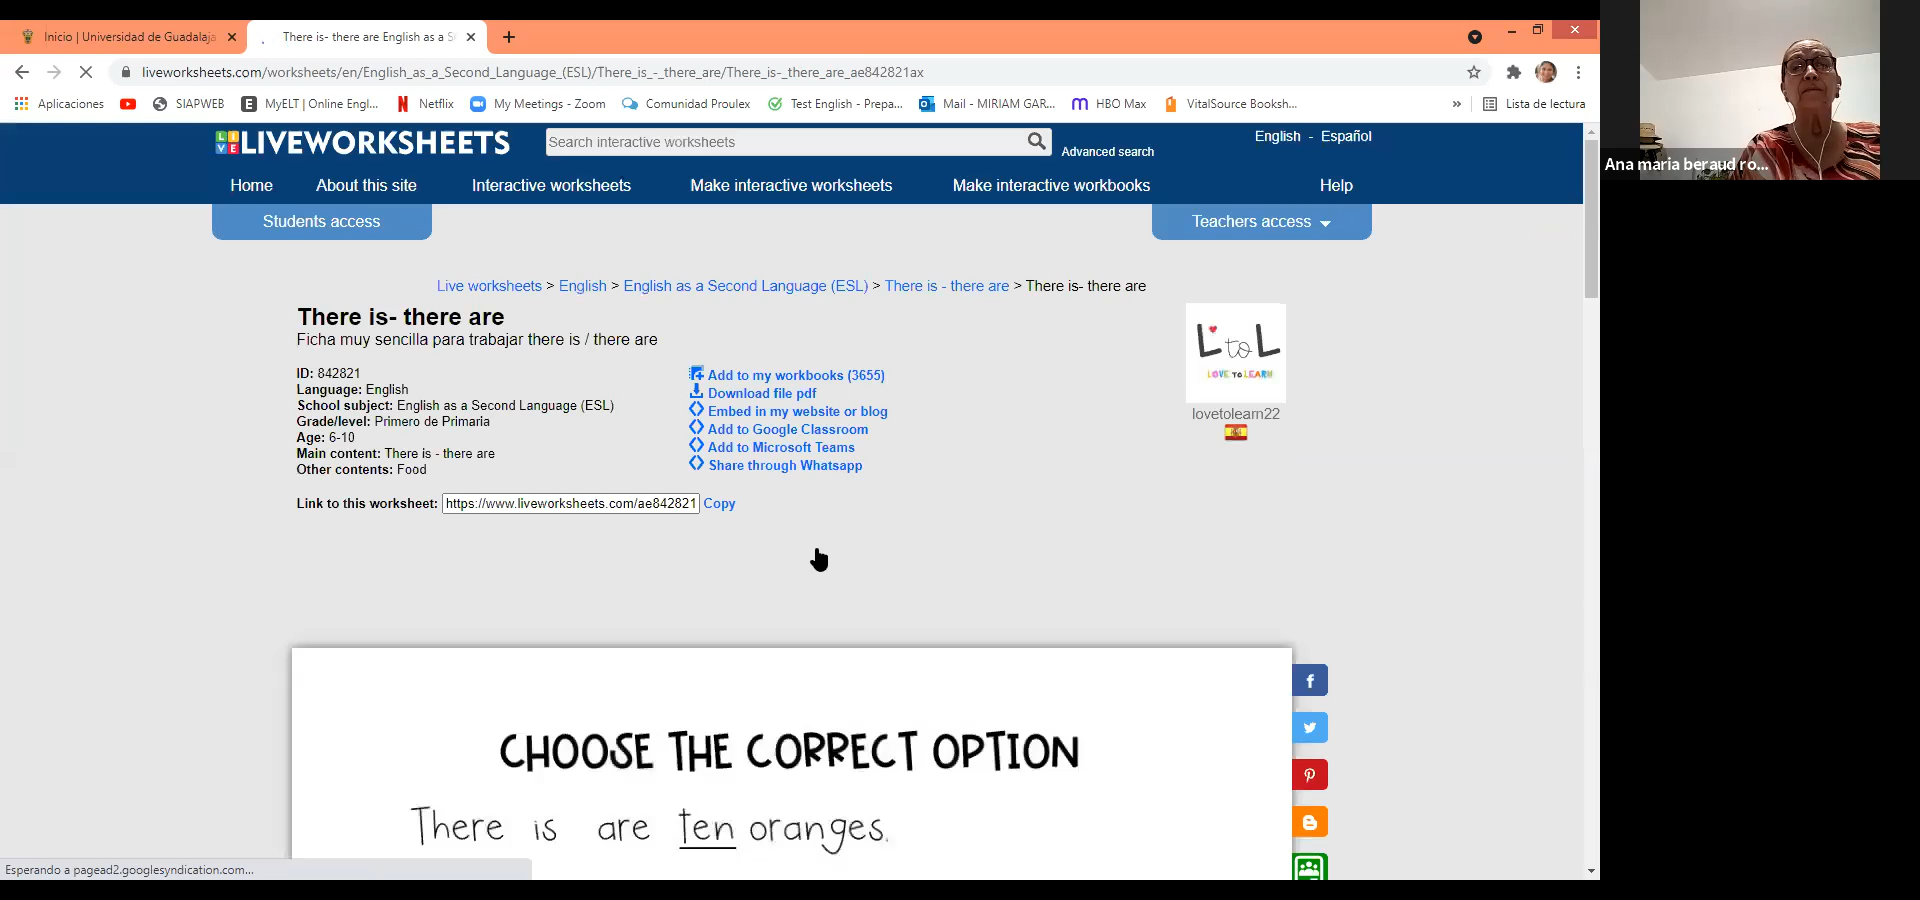 Inicio | Universidad de Guadalaja
There is- there are English as a S
liveworksheets.com/worksheets/en/English_as_a_Second_Language_(ESL)/There_is_-_there_are/There_is-_there_are_ae842821ax
Aplicaciones
SIAPWEB
MyELT | Online Engl...
Netflix
My Meetings - Zoom
Comunidad Proulex
Test English - Prepa...
Mail - MIRIAM GAR...
HBO Max
VitalSource Booksh...
»
Lista de lectura
LIVE
LIVEWORKSHEETS
Search interactive worksheets
Advanced search
English - Español
Home
About this site
Interactive worksheets
Make interactive worksheets
Make interactive workbooks
Help
Students access
Teachers access
Live worksheets > English > English as a Second Language (ESL) > There is - there are > There is- there are
There is- there are
Ficha muy sencilla para trabajar there is / there are
ID: 842821
Language: English
School subject: English as a Second Language (ESL)
Grade/level: Primero de Primaria
Age: 6-10
Main content: There is - there are
Other contents: Food
Add to my workbooks (3655)
Download file pdf
Embed in my website or blog
Add to Google Classroom
Add to Microsoft Teams
Share through Whatsapp
Link to this worksheet: https://www.liveworksheets.com/ae842821 Copy
L to L
LOVE TO LEARN
lovetolearn22
CHOOSE THE CORRECT OPTION
There is are ten oranges.
Esperando a pagead2.googlesyndication.com...
Ana maria beraud ro...